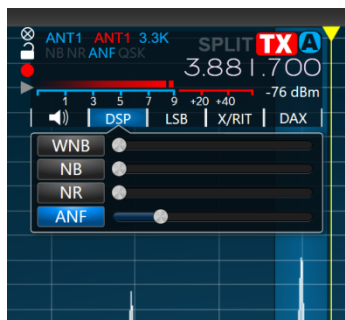 ANT1 ANT1 3.3K SPLIT TX A
NB NR ANF QSK
3.881.700
-76 dBm
1 3 5 7 9 +20 +40
DSP LSB X/RIT DAX
WNB
NB
NR
ANF